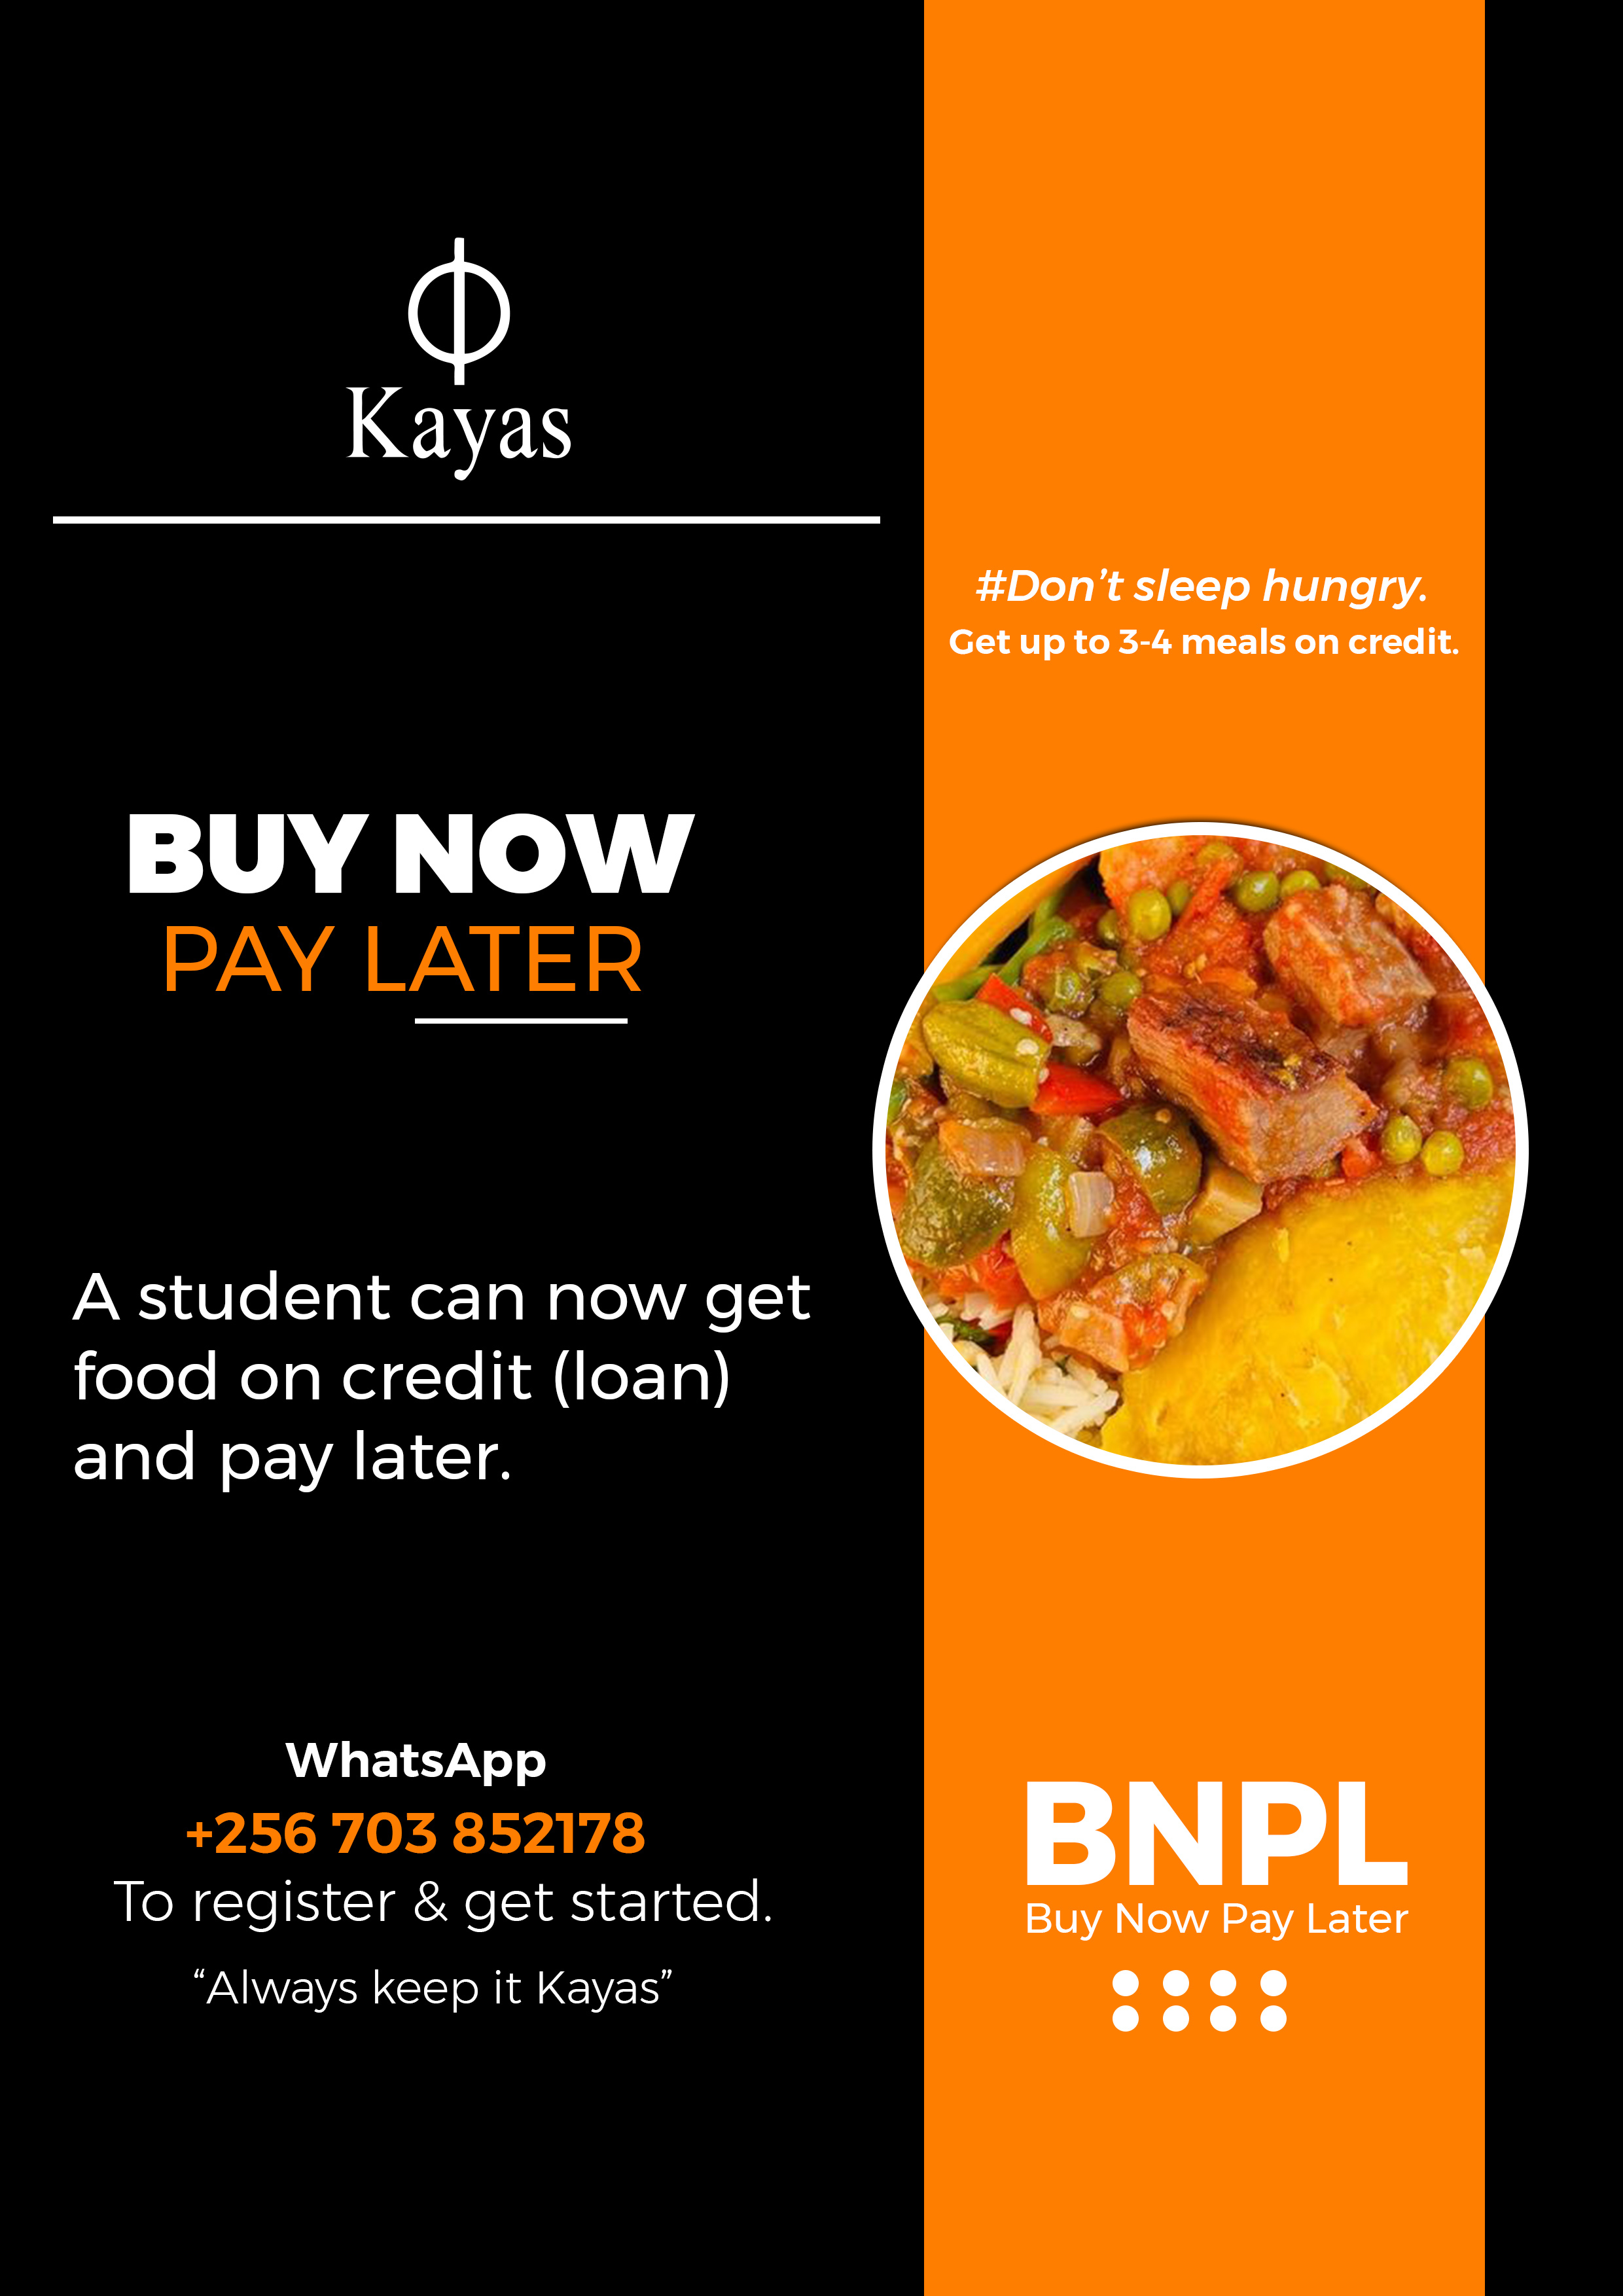 Kayas
#Don’t sleep hungry.
Get up to 3-4 meals on credit.
BUY NOW
PAY LATER
A student can now get
food on credit (loan)
and pay later.
WhatsApp
+256 703 852178
To register & get started.
“Always keep it Kayas”
BNPL
Buy Now Pay Later